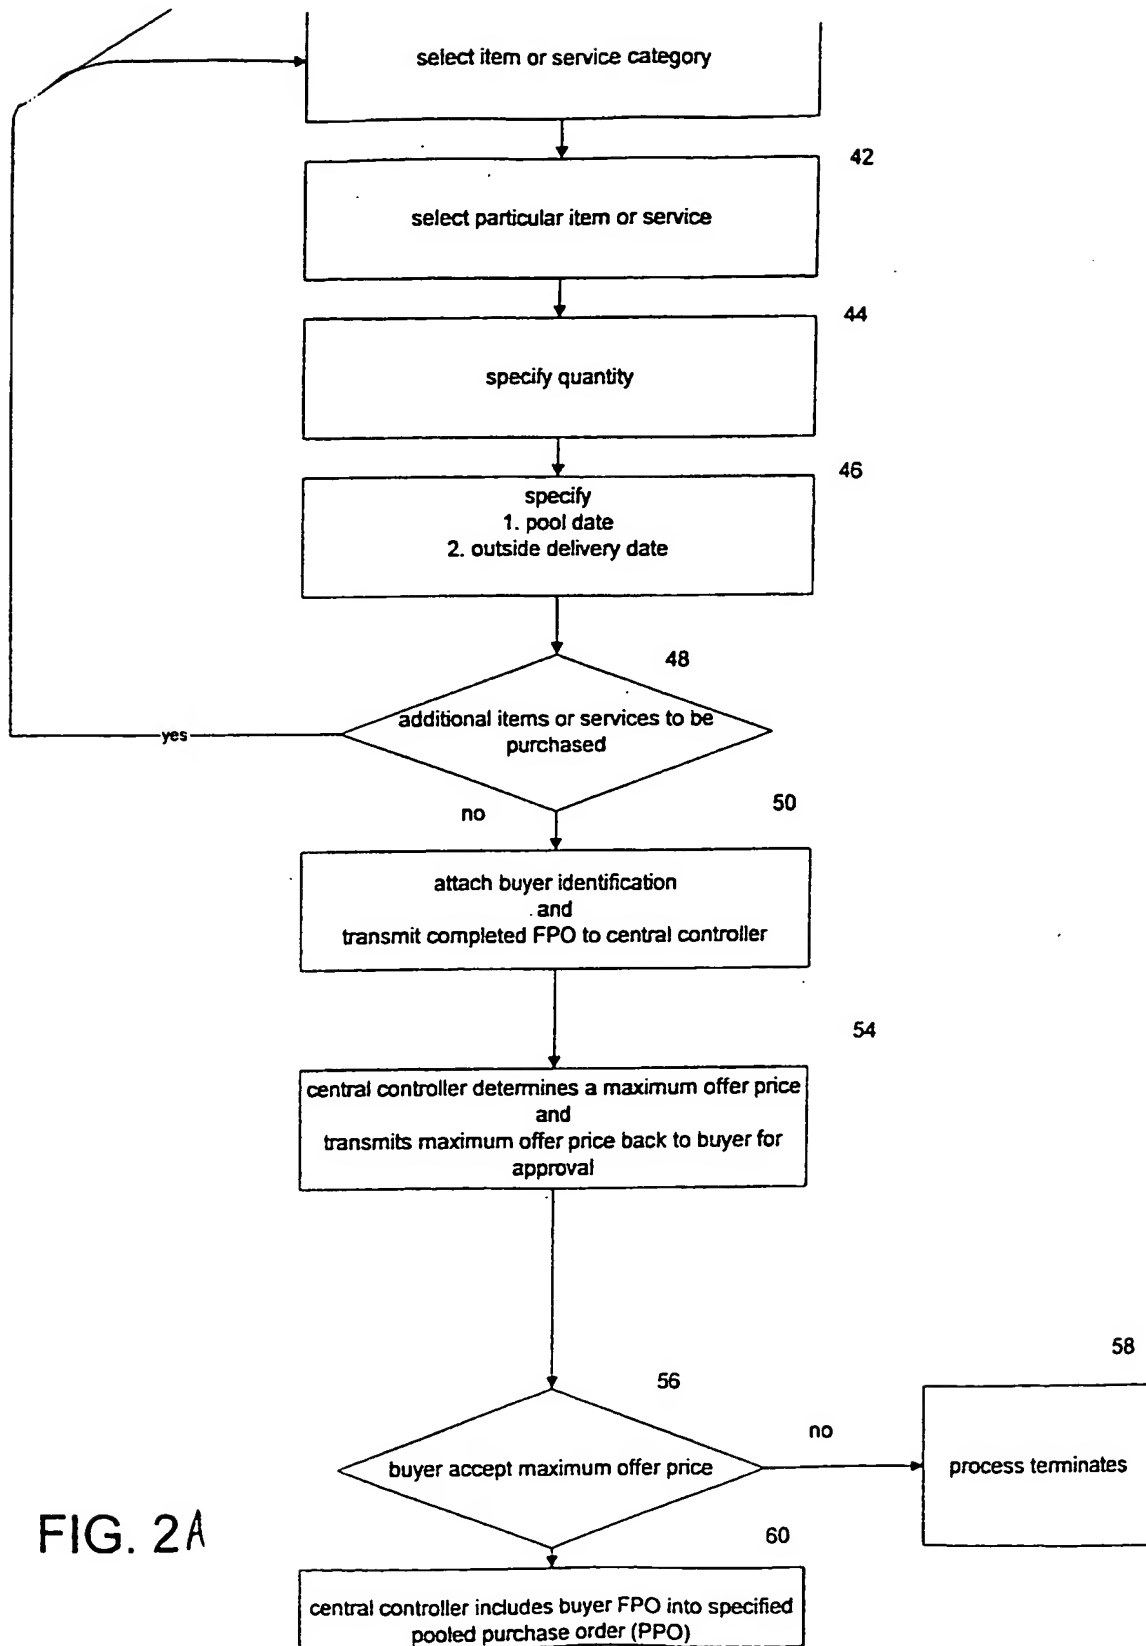 select item or service category
42
select particular item or service
44
specify quantity
46
specify
1. pool date
2. outside delivery date
48
additional items or services to be
purchased
yes
no
50
attach buyer identification
and
transmit completed FPO to central controller
54
central controller determines a maximum offer price
and
transmits maximum offer price back to buyer for
approval
56
58
no
buyer accept maximum offer price
process terminates
60
FIG. 2A
central controller includes buyer FPO into specified
pooled purchase order (PPO)